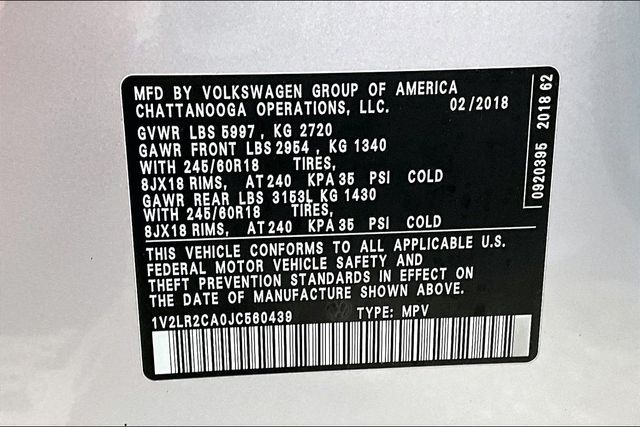 MFD BY VOLKSWAGEN GROUP OF AMERICA
CHATTANOOGA OPERATIONS, LLC. 02/2018
GVWR LBS 5997, KG 2720
GAWR FRONT LBS 2954, KG 1340
WITH 245/60R18 TIRES,
8JX18 RIMS, AT 240 KPA 35 PSI COLD
GAWR REAR LBS 3153L KG 1430
WITH 245/60R18 TIRES,
8JX18 RIMS, AT 240 KPA 35 PSI COLD
THIS VEHICLE CONFORMS TO ALL APPLICABLE U.S.
FEDERAL MOTOR VEHICLE SAFETY AND
THEFT PREVENTION STANDARDS IN EFFECT ON
THE DATE OF MANUFACTURE SHOWN ABOVE.
1V2LR2CA0JC560439 TYPE: MPV
0920395 2018 62